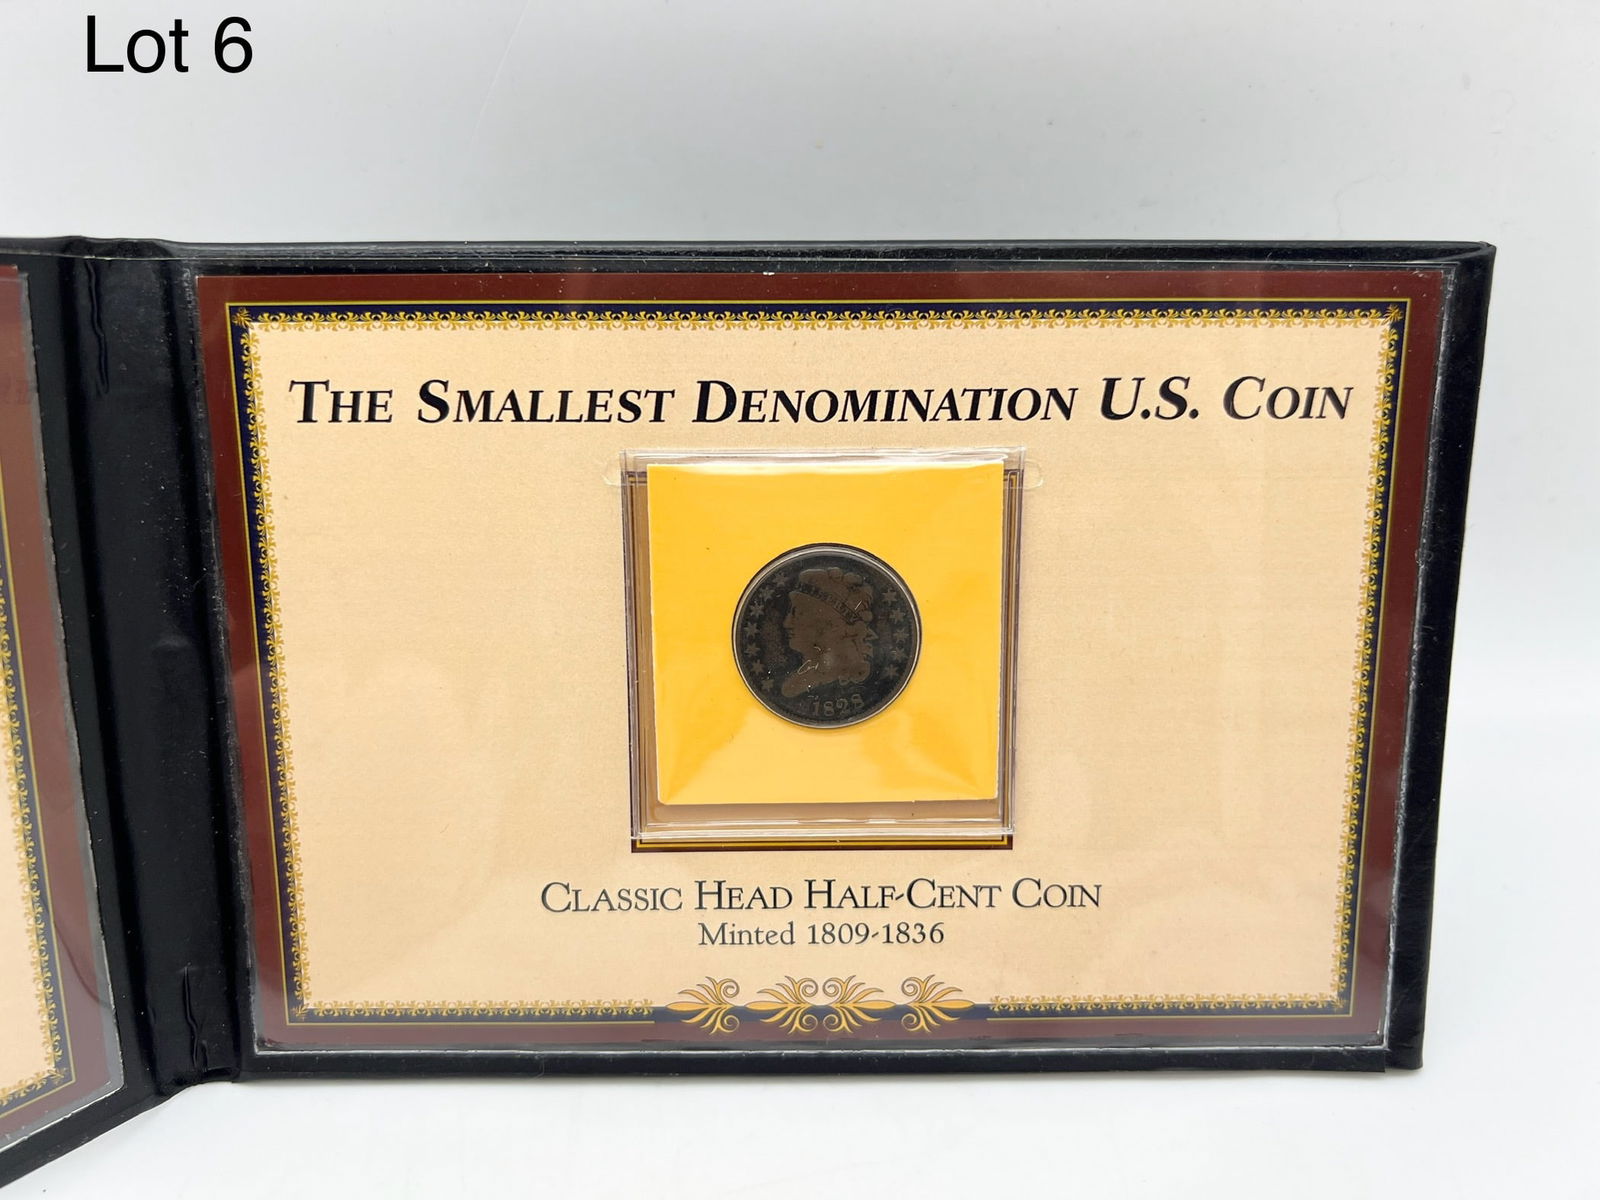 Lot 6
THE SMALLEST DENOMINATION U.S. COIN
1828
CLASSIC HEAD HALF-CENT COIN
Minted 1809-1836